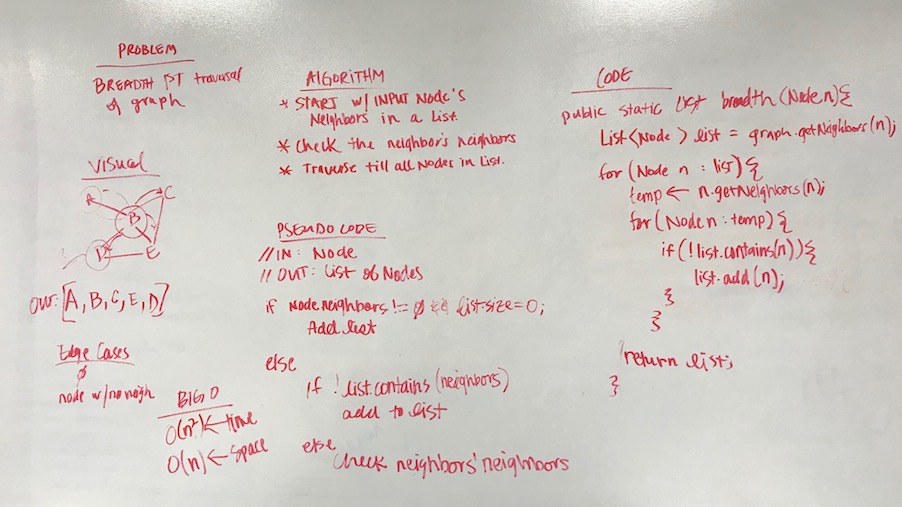 PROBLEM
BREADTH 1ST traversal
of graph
VISUAL
A
C
B
D
E
OUT: [A, B, C, E, D]
Edge Cases
∅
node w/ no neigh
BIG O
O(n²) ← time
O(n) ← space
ALGORITHM
* START w/ INPUT Node's
Neighbors in a List.
* Check the neighbor's neighbors
* Traverse till all Nodes in List.
PSEUDO CODE
// IN: Node
// OUT: List of Nodes
if Node.neighbors != ∅ && list.size = 0;
Add list
else
if ! list.contains (neighbors)
add to list
else
Check neighbors' neighbors
CODE
public static list breadth (Node n) {
List<Node> list = graph.getNeighbors(n);
for (Node n : list) {
temp ← n.getNeighbors(n);
for (Node n : temp) {
if (!list.contains(n)) {
list.add(n);
}
}
return list;
}